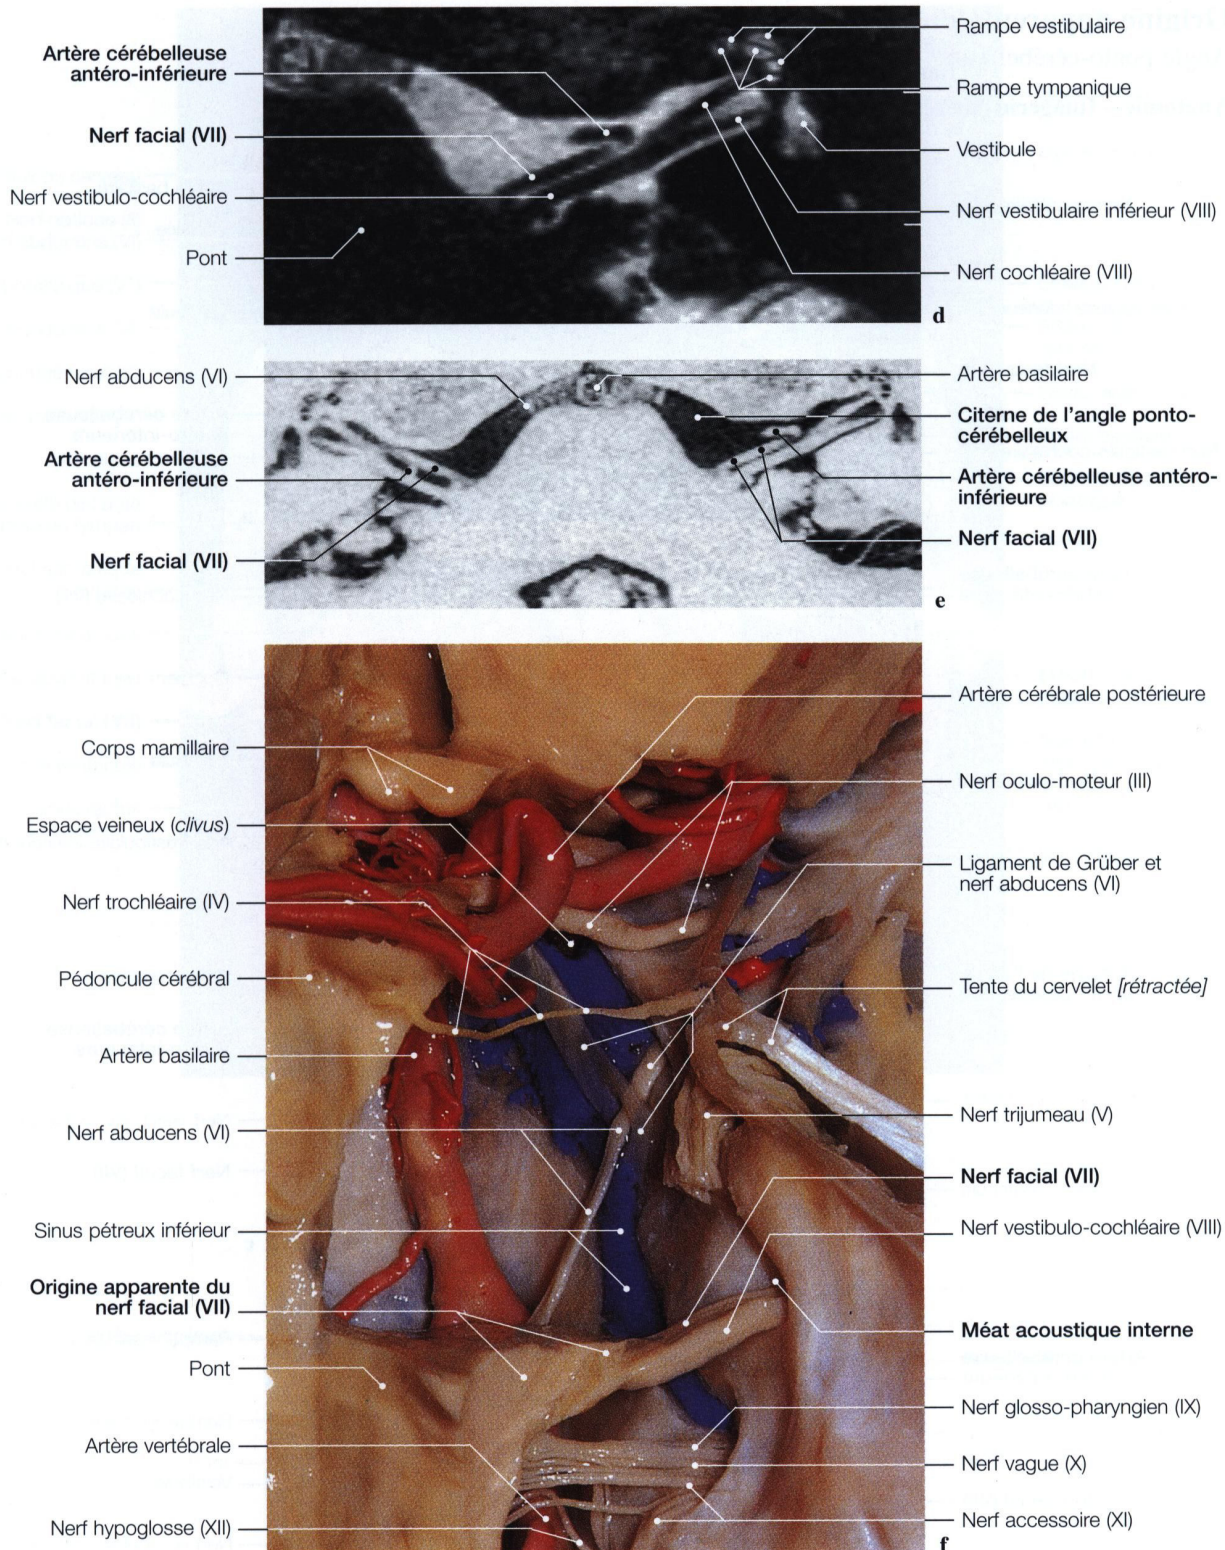 Artère cérébelleuse
antéro-inférieure
Nerf facial (VII)
Nerf vestibulo-cochléaire
Pont
Rampe vestibulaire
Rampe tympanique
Vestibule
Nerf vestibulaire inférieur (VIII)
Nerf cochléaire (VIII)
d
Nerf abducens (VI)
Artère cérébelleuse
antéro-inférieure
Nerf facial (VII)
Artère basilaire
Citerne de l'angle ponto-
cérébelleux
Artère cérébelleuse antéro-
inférieure
Nerf facial (VII)
e
Corps mamillaire
Espace veineux (clivus)
Nerf trochléaire (IV)
Pédoncule cérébral
Artère basilaire
Nerf abducens (VI)
Sinus pétreux inférieur
Origine apparente du
nerf facial (VII)
Pont
Artère vertébrale
Nerf hypoglosse (XII)
Artère cérébrale postérieure
Nerf oculo-moteur (III)
Ligament de Grüber et
nerf abducens (VI)
Tente du cervelet [rétractée]
Nerf trijumeau (V)
Nerf facial (VII)
Nerf vestibulo-cochléaire (VIII)
Méat acoustique interne
Nerf glosso-pharyngien (IX)
Nerf vague (X)
Nerf accessoire (XI)
f